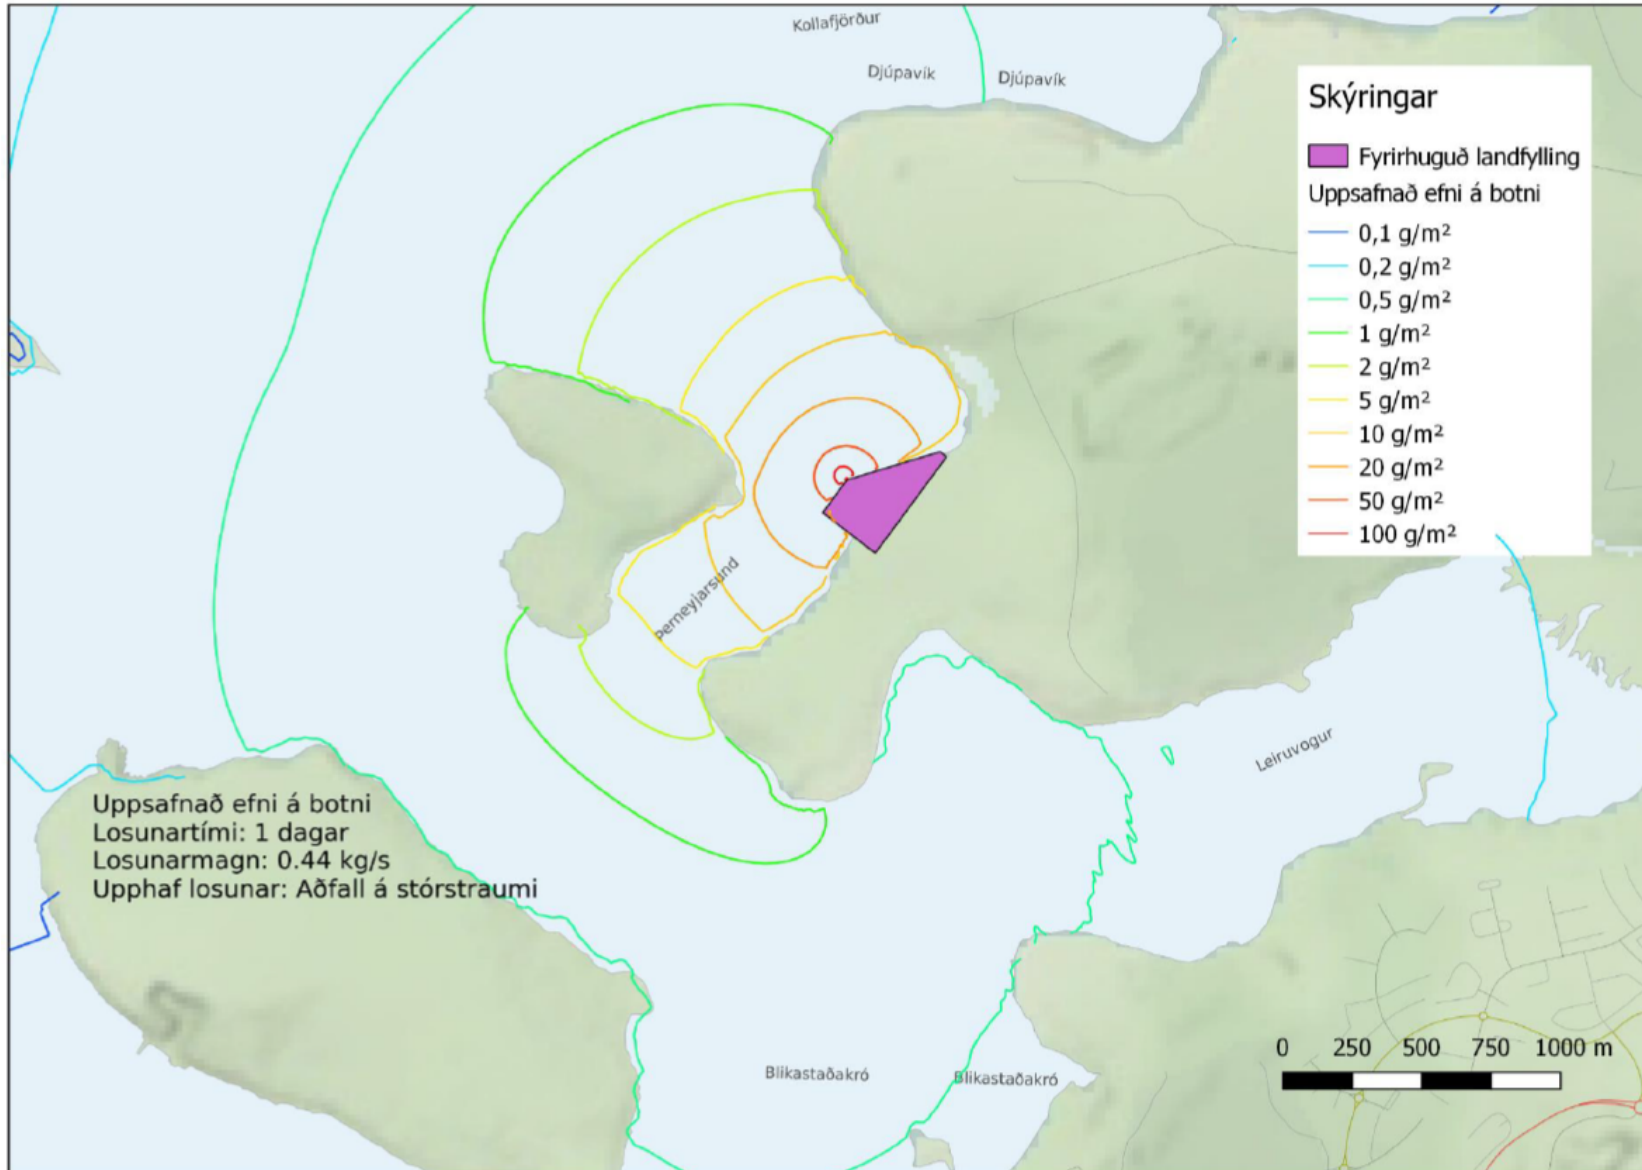 Kollafjörður
Djúpavík
Djúpavík
Skýringar
Fyrirhuguð landfylling
Uppsafnað efni á botni
0,1 g/m²
0,2 g/m²
0,5 g/m²
1 g/m²
2 g/m²
5 g/m²
10 g/m²
20 g/m²
50 g/m²
100 g/m²
Þerneyjarsund
Leiruvogur
Uppsafnað efni á botni
Losunartími: 1 dagar
Losunarmagn: 0.44 kg/s
Upphaf losunar: Aðfall á stórstraumi
Blikastaðakró
Blikastaðakró
0 250 500 750 1000 m